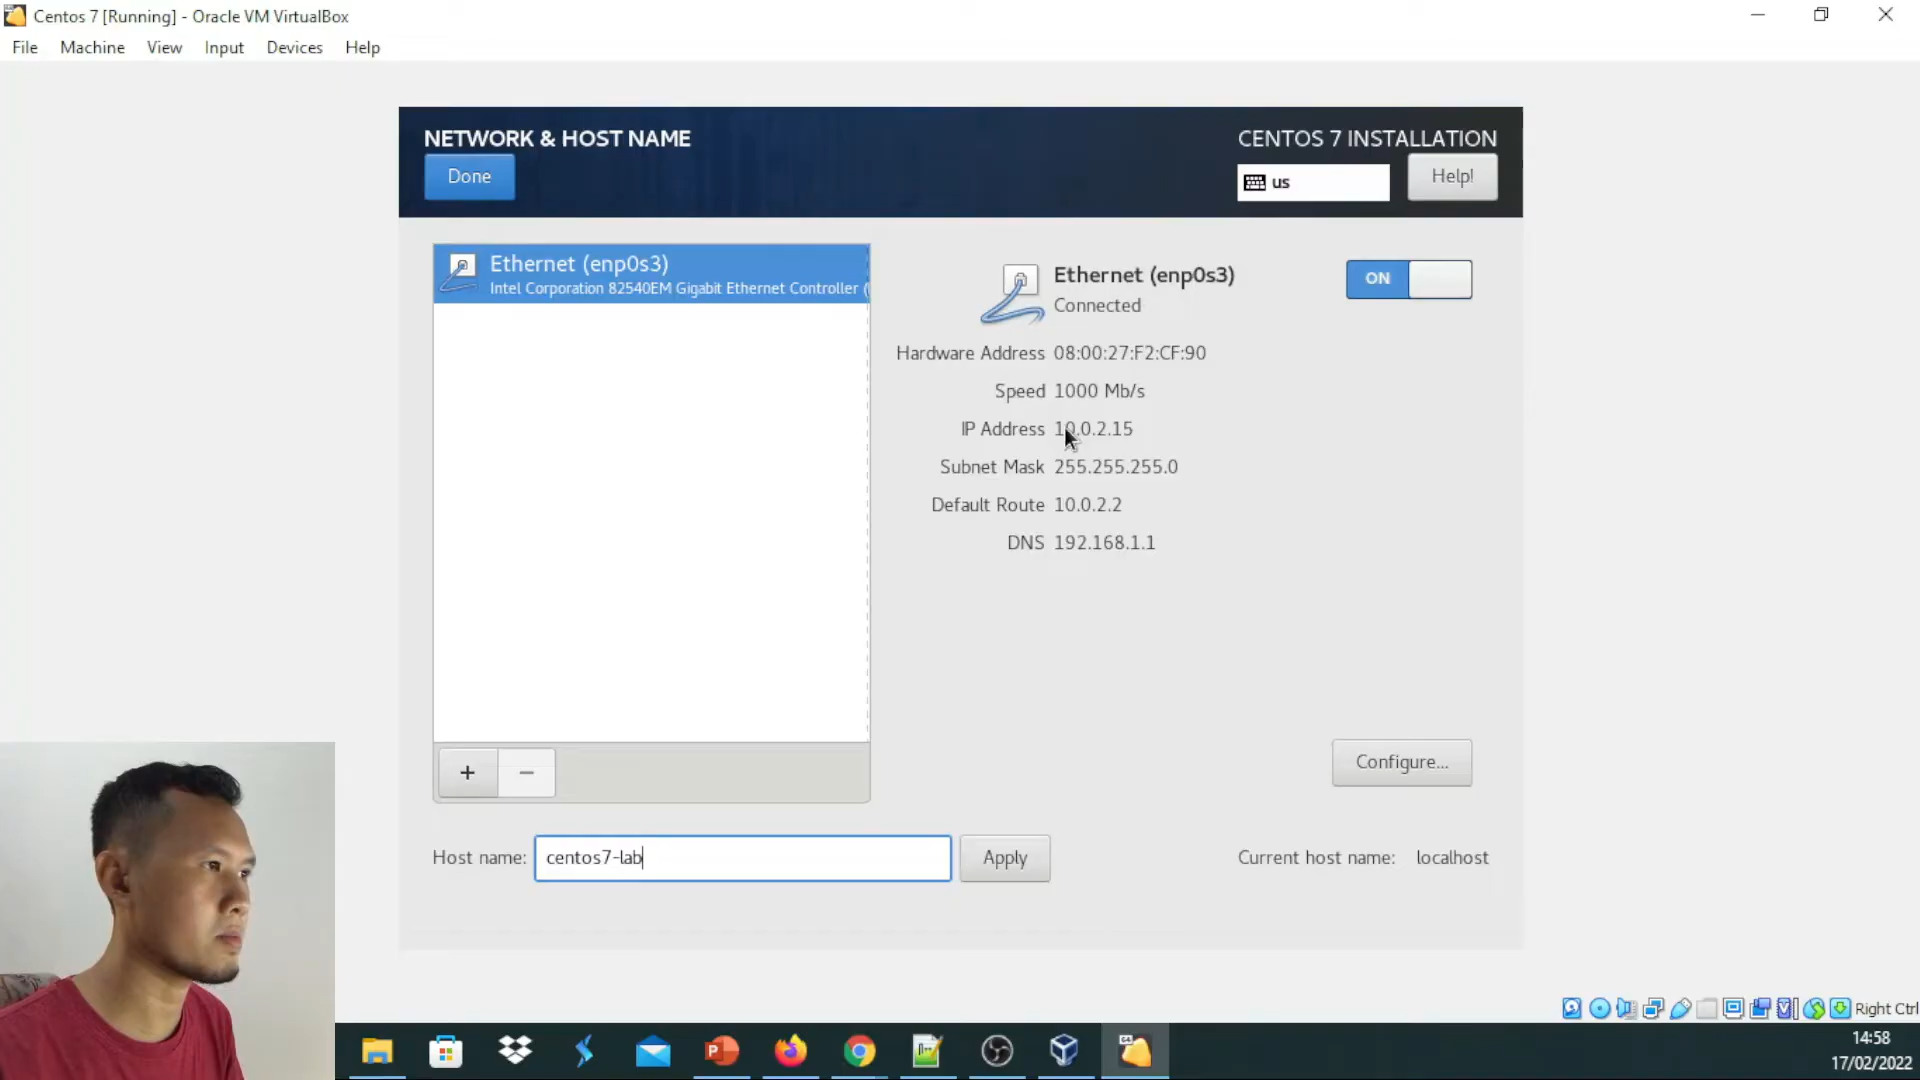 Centos 7 [Running] - Oracle VM VirtualBox
File Machine View Input Devices Help
NETWORK & HOST NAME
CENTOS 7 INSTALLATION
Done
us
Help!
Ethernet (enp0s3)
Intel Corporation 82540EM Gigabit Ethernet Controller (
Ethernet (enp0s3)
Connected
ON
Hardware Address 08:00:27:F2:CF:90
Speed 1000 Mb/s
IP Address 10.0.2.15
Subnet Mask 255.255.255.0
Default Route 10.0.2.2
DNS 192.168.1.1
+ −
Configure...
Host name: centos7-lab
Apply
Current host name: localhost
Right Ctrl
14:58
17/02/2022